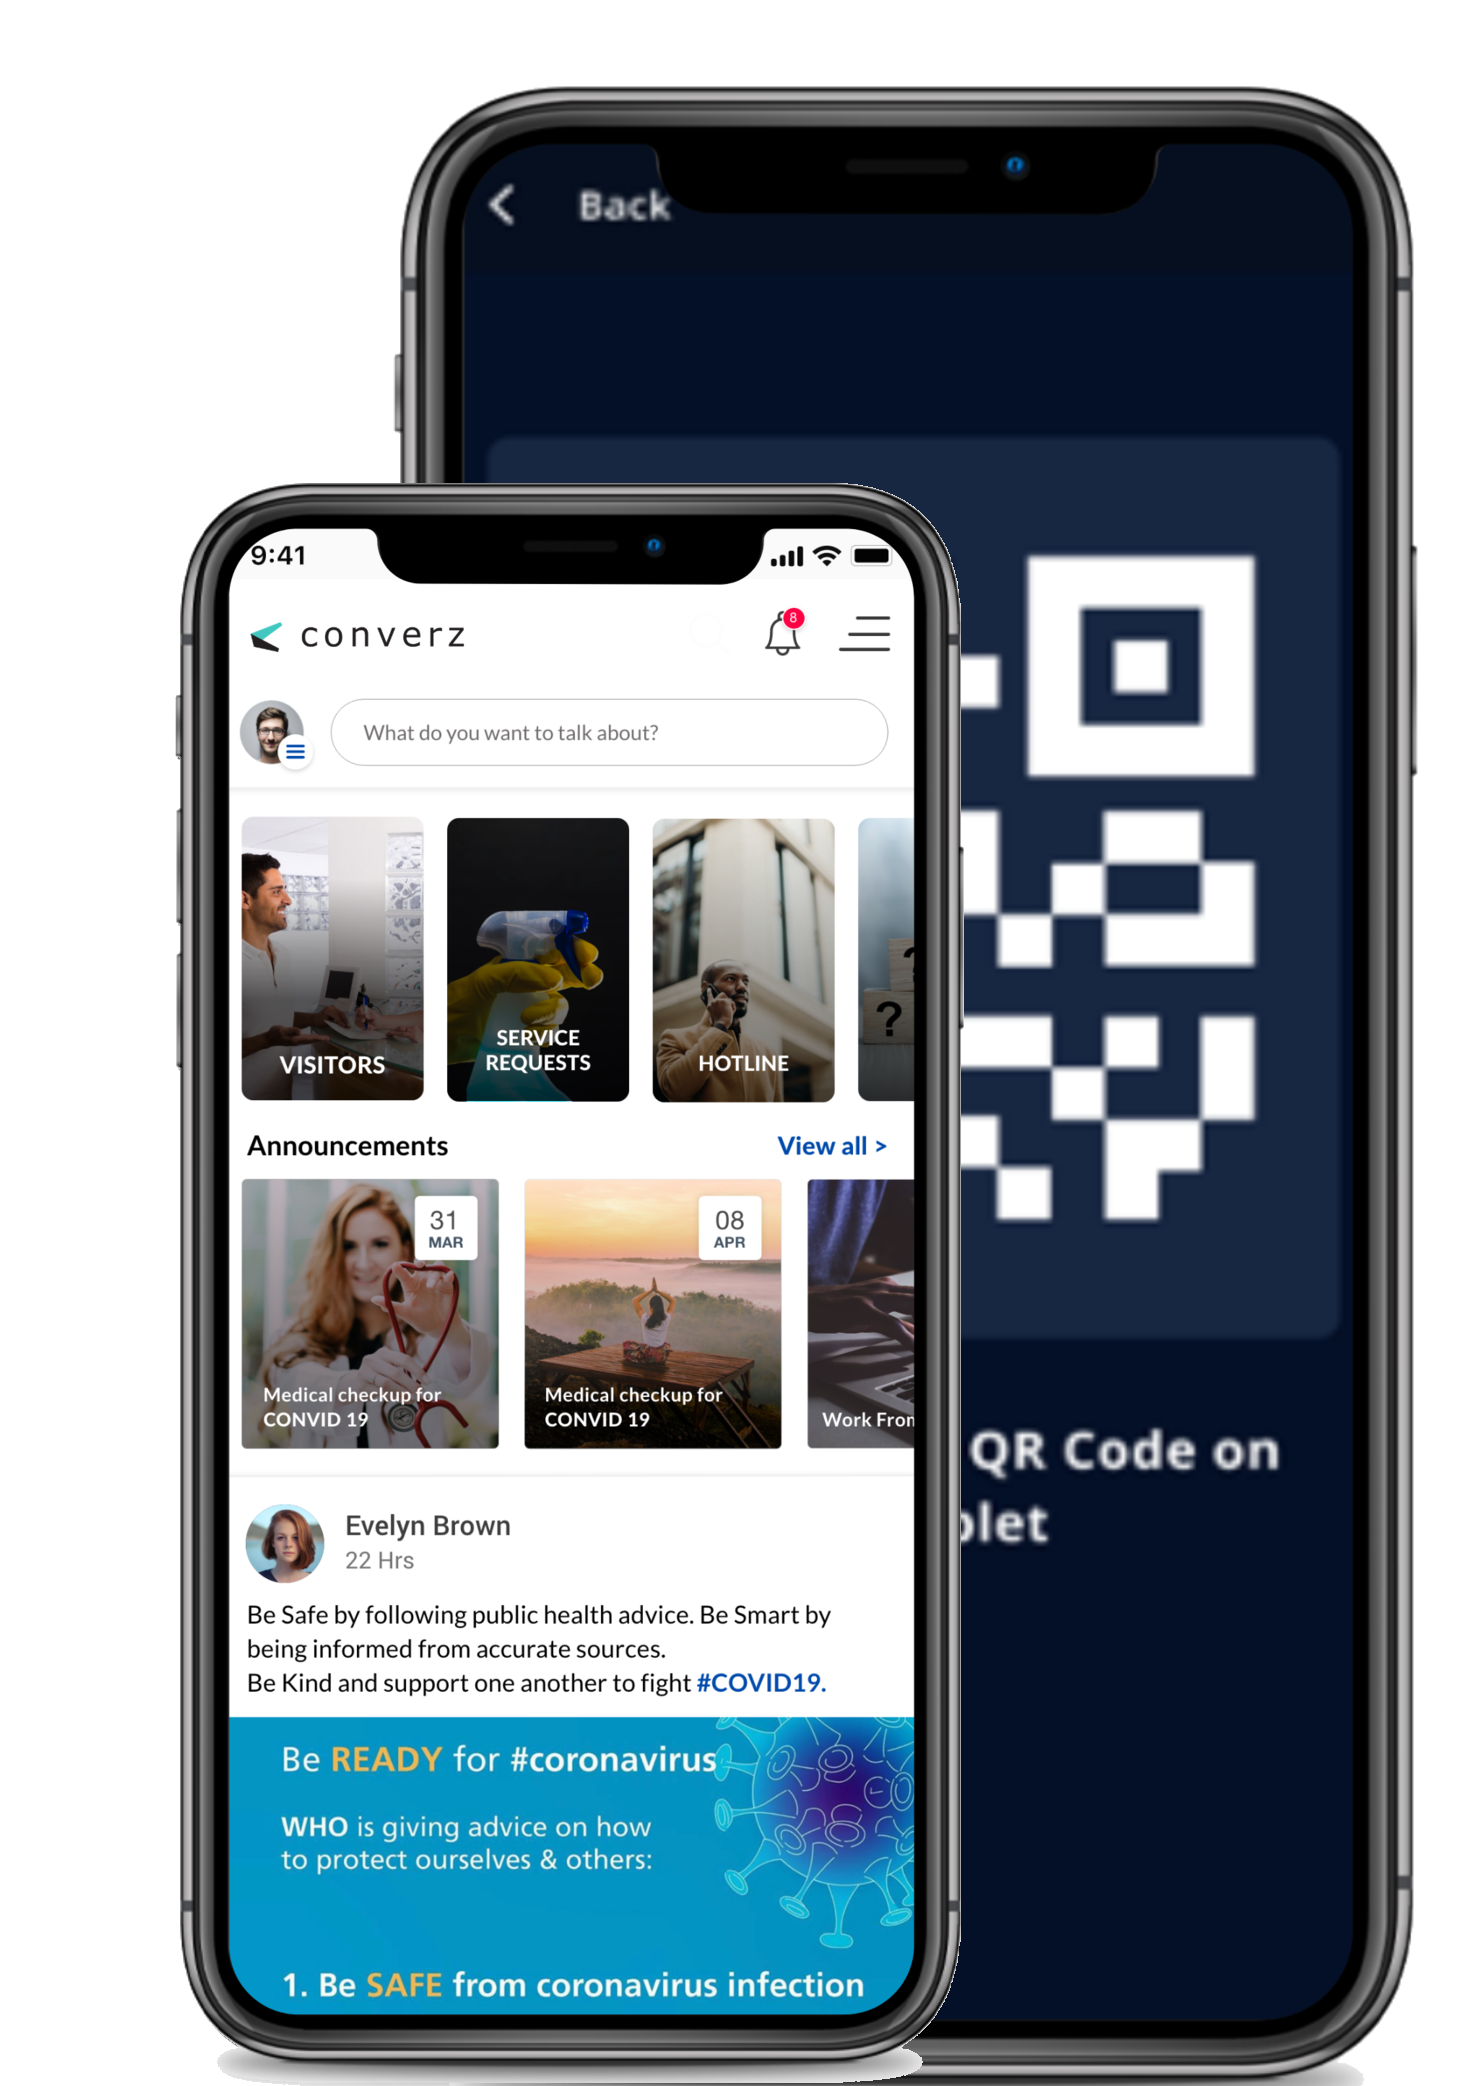 Back
QR Code on
9:41
converz
8
What do you want to talk about?
VISITORS
SERVICE
REQUESTS
HOTLINE
?
?
Announcements
View all >
31
MAR
08
APR
Medical checkup for
CONVID 19
Medical checkup for
CONVID 19
Work
Evelyn Brown
22 Hrs
Be Safe by following public health advice. Be Smart by
being informed from accurate sources.
Be Kind and support one another to fight #COVID19.
Be READY for #coronavirus
WHO is giving advice on how
to protect ourselves & others:
1. Be SAFE from coronavirus infection